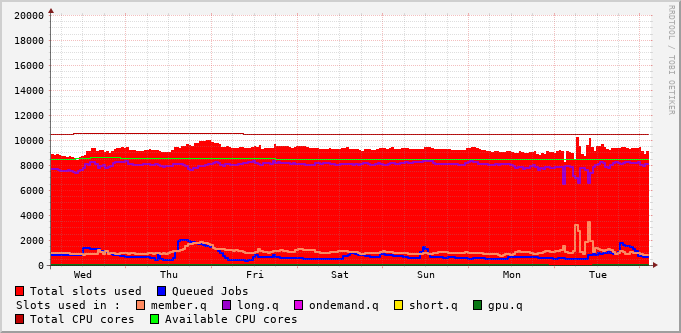 RRDTOOL / TOBI OETIKER
20000
18000
16000
14000
12000
10000
8000
6000
4000
2000
0
Wed Thu Fri Sat Sun Mon Tue
Total slots used Queued Jobs
Slots used in : member.q long.q ondemand.q short.q gpu.q
Total CPU cores Available CPU cores